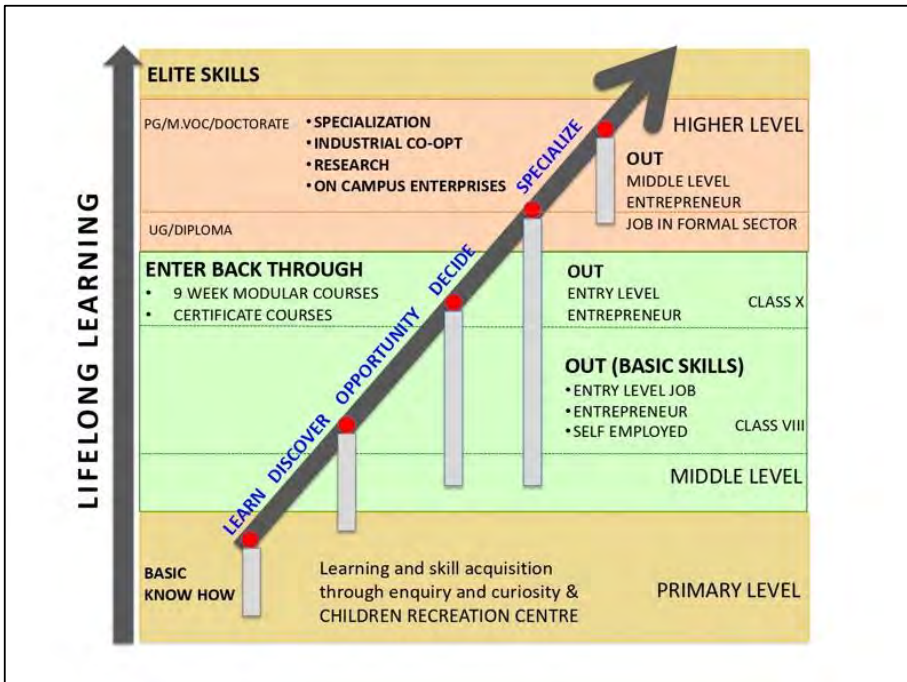 ELITE SKILLS
PG/M.VOC/DOCTORATE
• SPECIALIZATION
• INDUSTRIAL CO-OPT
• RESEARCH
• ON CAMPUS ENTERPRISES
HIGHER LEVEL
OUT
MIDDLE LEVEL
ENTREPRENEUR
JOB IN FORMAL SECTOR
UG/DIPLOMA
ENTER BACK THROUGH
• 9 WEEK MODULAR COURSES
• CERTIFICATE COURSES
OUT
ENTRY LEVEL
ENTREPRENEUR
CLASS X
OUT (BASIC SKILLS)
• ENTRY LEVEL JOB
• ENTREPRENEUR
• SELF EMPLOYED
CLASS VIII
MIDDLE LEVEL
BASIC
KNOW HOW
Learning and skill acquisition
through enquiry and curiosity &
CHILDREN RECREATION CENTRE
PRIMARY LEVEL
LIFELONG LEARNING
LEARN DISCOVER OPPORTUNITY DECIDE SPECIALIZE